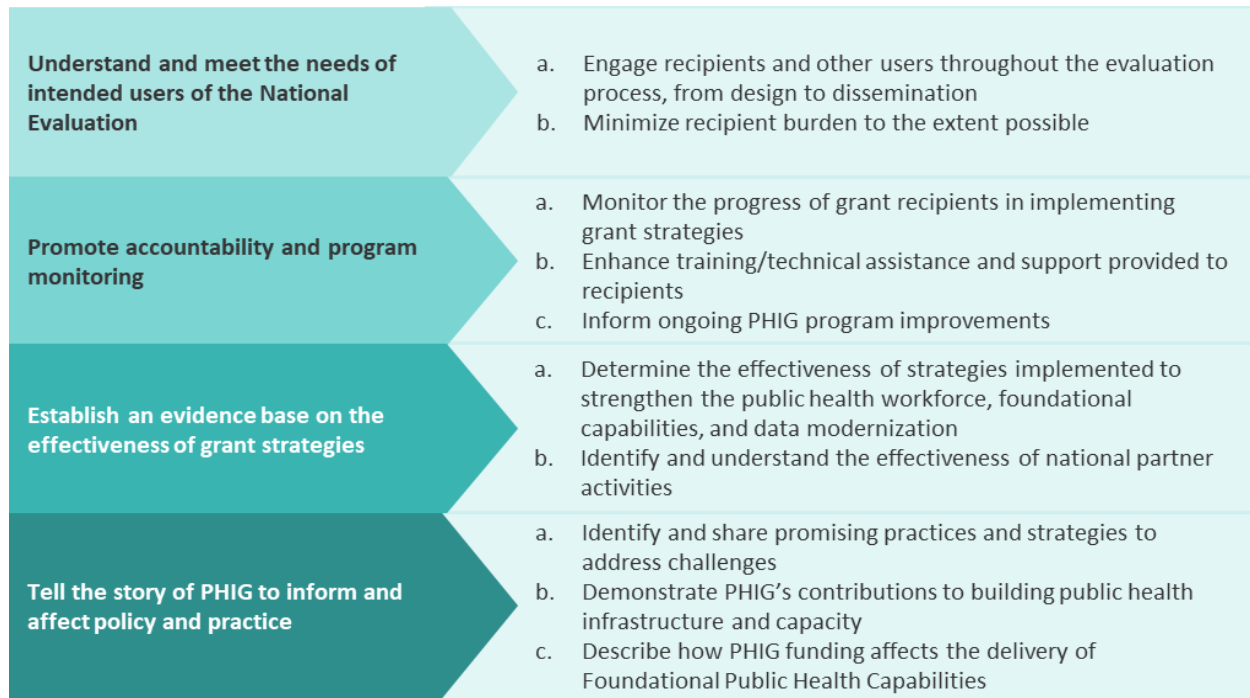 Understand and meet the needs of
intended users of the National
Evaluation
a. Engage recipients and other users throughout the evaluation
process, from design to dissemination
b. Minimize recipient burden to the extent possible
Promote accountability and program
monitoring
a. Monitor the progress of grant recipients in implementing
grant strategies
b. Enhance training/technical assistance and support provided to
recipients
c. Inform ongoing PHIG program improvements
Establish an evidence base on the
effectiveness of grant strategies
a. Determine the effectiveness of strategies implemented to
strengthen the public health workforce, foundational
capabilities, and data modernization
b. Identify and understand the effectiveness of national partner
activities
Tell the story of PHIG to inform and
affect policy and practice
a. Identify and share promising practices and strategies to
address challenges
b. Demonstrate PHIG’s contributions to building public health
infrastructure and capacity
c. Describe how PHIG funding affects the delivery of
Foundational Public Health Capabilities